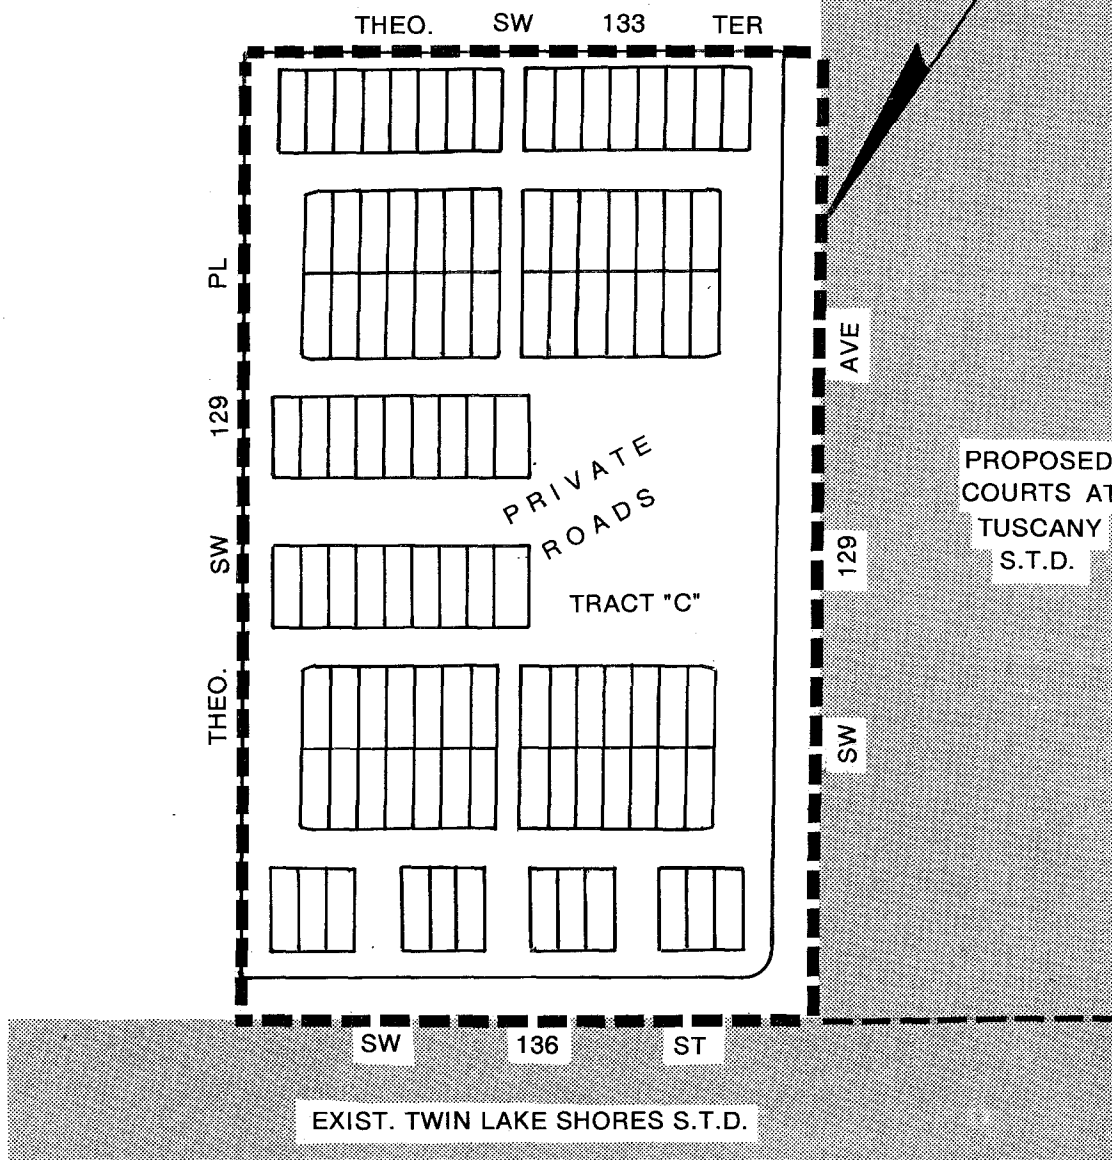 THEO. SW 133 TER
THEO. SW 129 PL
SW 129 AVE
PRIVATE
ROADS
TRACT "C"
PROPOSED
COURTS AT
TUSCANY
S.T.D.
SW 136 ST
EXIST. TWIN LAKE SHORES S.T.D.